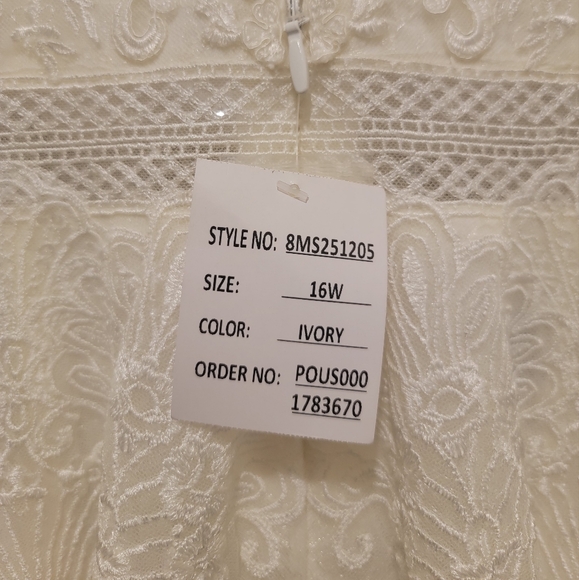 STYLE NO: 8MS251205
SIZE: 16W
COLOR: IVORY
ORDER NO: POUS000
1783670